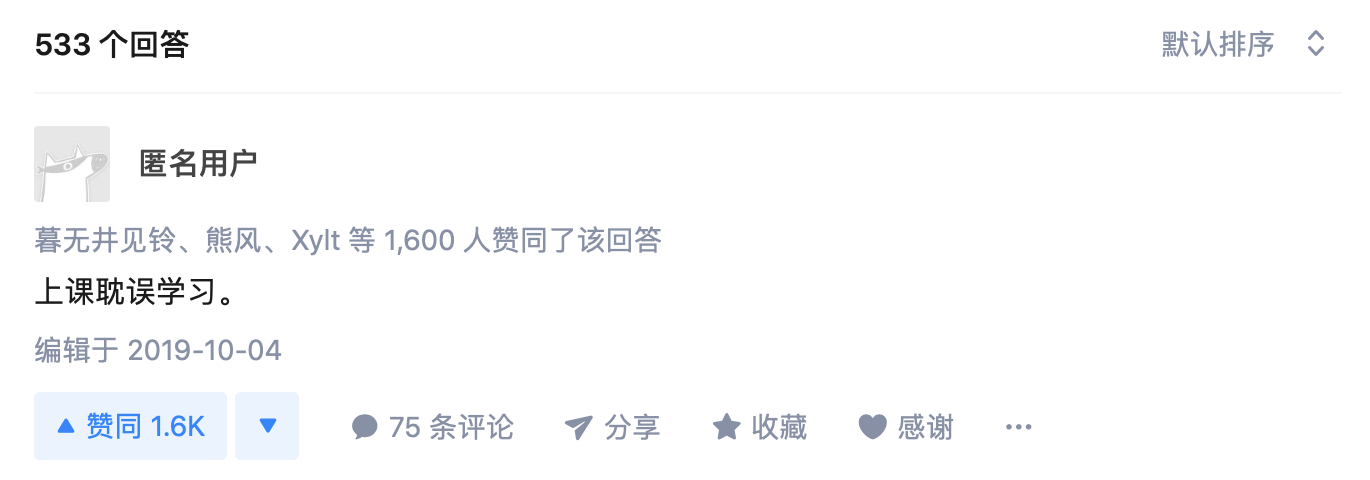 533 个回答
默认排序
匿名用户
暮无井见铃、熊风、Xylt 等 1,600 人赞同了该回答
上课耽误学习。
编辑于 2019-10-04
赞同 1.6K 75 条评论 分享 收藏 感谢